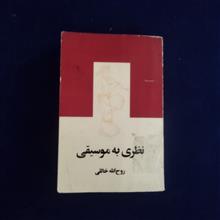 نظری به موسیقی
روح‌الله خالقی